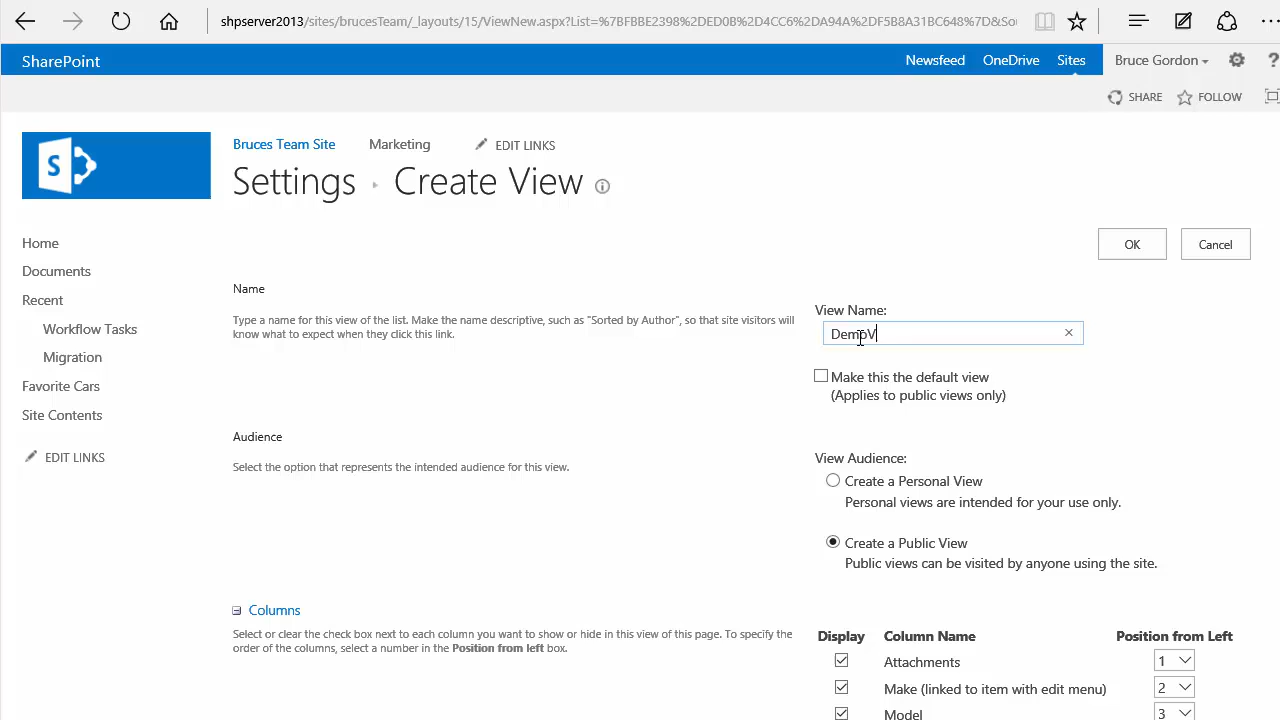 shpserver2013/sites/brucesTeam/_layouts/15/ViewNew.aspx?List=%7BFBBE2398%2DED0B%2D4CC6%2DA94A%2DF5B8A31BC648%7D&Sou
SharePoint
Newsfeed OneDrive Sites Bruce Gordon ?
SHARE FOLLOW
S
Bruces Team Site Marketing EDIT LINKS
Settings Create View
OK Cancel
Home
Documents
Recent
Workflow Tasks
Migration
Favorite Cars
Site Contents
EDIT LINKS
Name
Type a name for this view of the list. Make the name descriptive, such as "Sorted by Author", so that site visitors will
know what to expect when they click this link.
View Name:
DemoV
Make this the default view
(Applies to public views only)
Audience
Select the option that represents the intended audience for this view.
View Audience:
Create a Personal View
Personal views are intended for your use only.
Create a Public View
Public views can be visited by anyone using the site.
Columns
Select or clear the check box next to each column you want to show or hide in this view of this page. To specify the
order of the columns, select a number in the Position from left box.
Display Column Name Position from Left
Attachments 1
Make (linked to item with edit menu) 2
Model 3